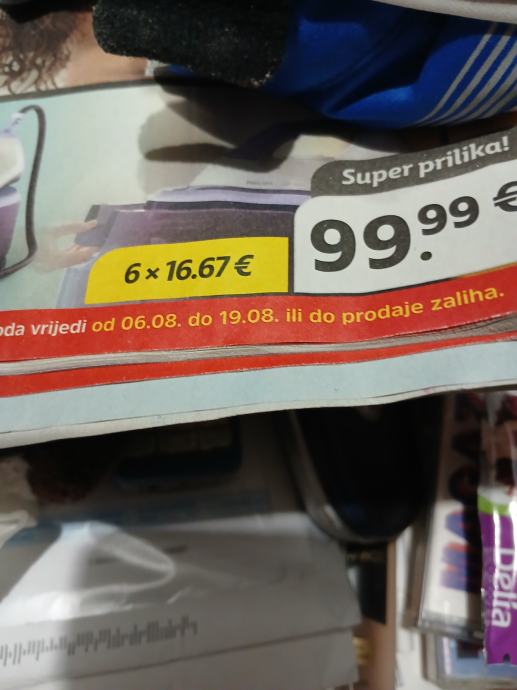 Super prilika!
99.99 €
6 × 16.67 €
oda vrijedi od 06.08. do 19.08. ili do prodaje zaliha.
Delia